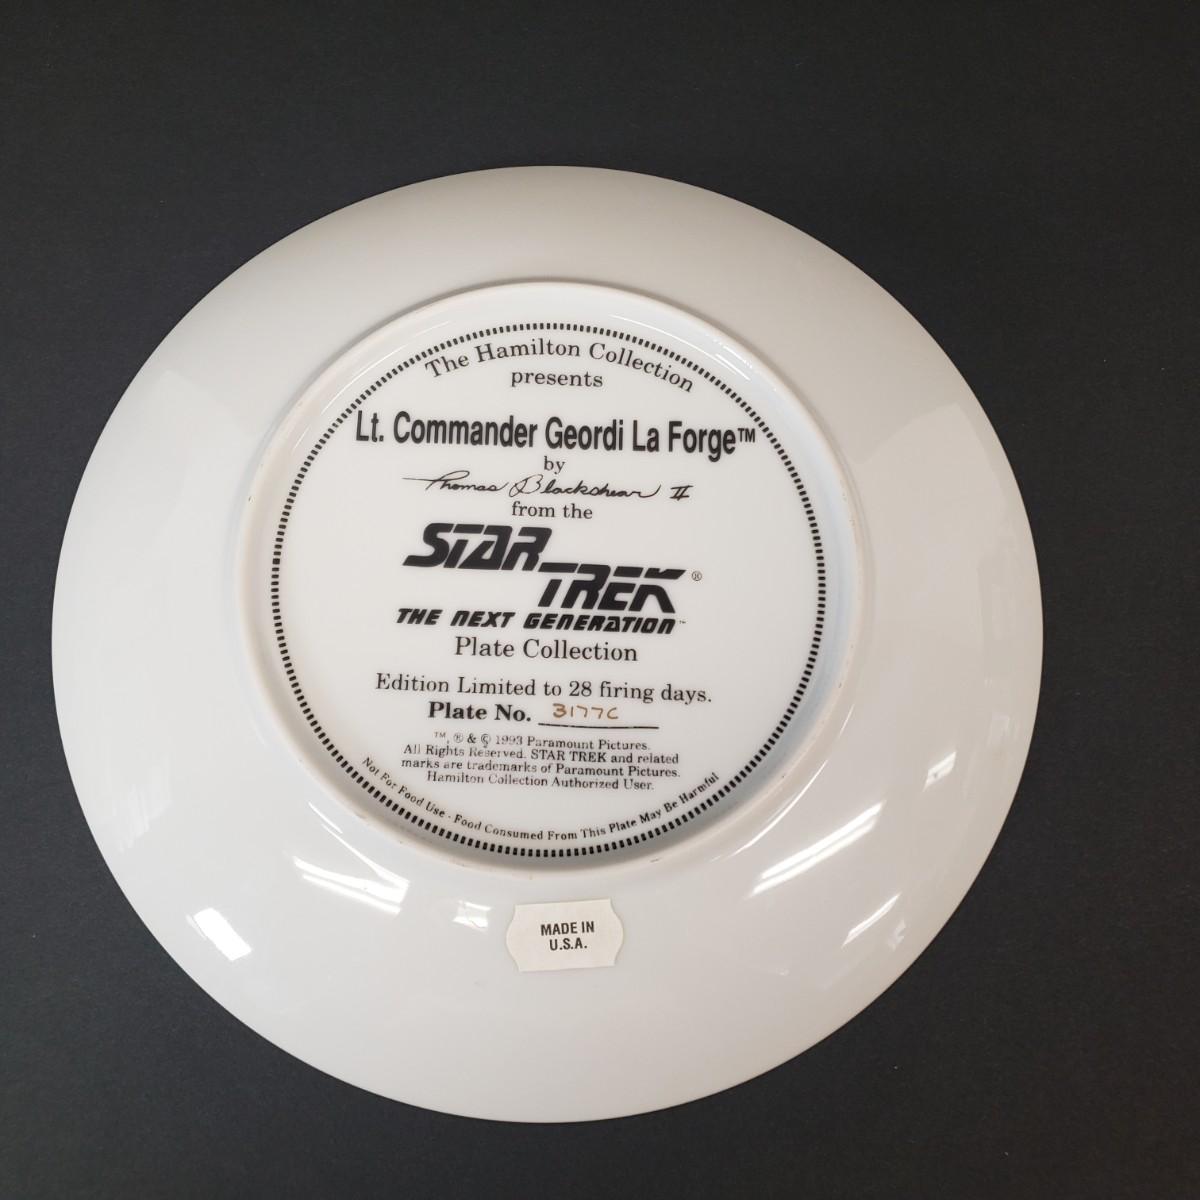 The Hamilton Collection
presents
Lt. Commander Geordi La Forge™
by
Thomas Blackshear II
from the
STAR
TREK®
THE NEXT GENERATION™
Plate Collection
Edition Limited to 28 firing days.
Plate No. 3177C
™, ® & © 1993 Paramount Pictures.
All Rights Reserved. STAR TREK and related
marks are trademarks of Paramount Pictures.
Hamilton Collection Authorized User.
Not For Food Use · Food Consumed From This Plate May Be Harmful
MADE IN
U.S.A.